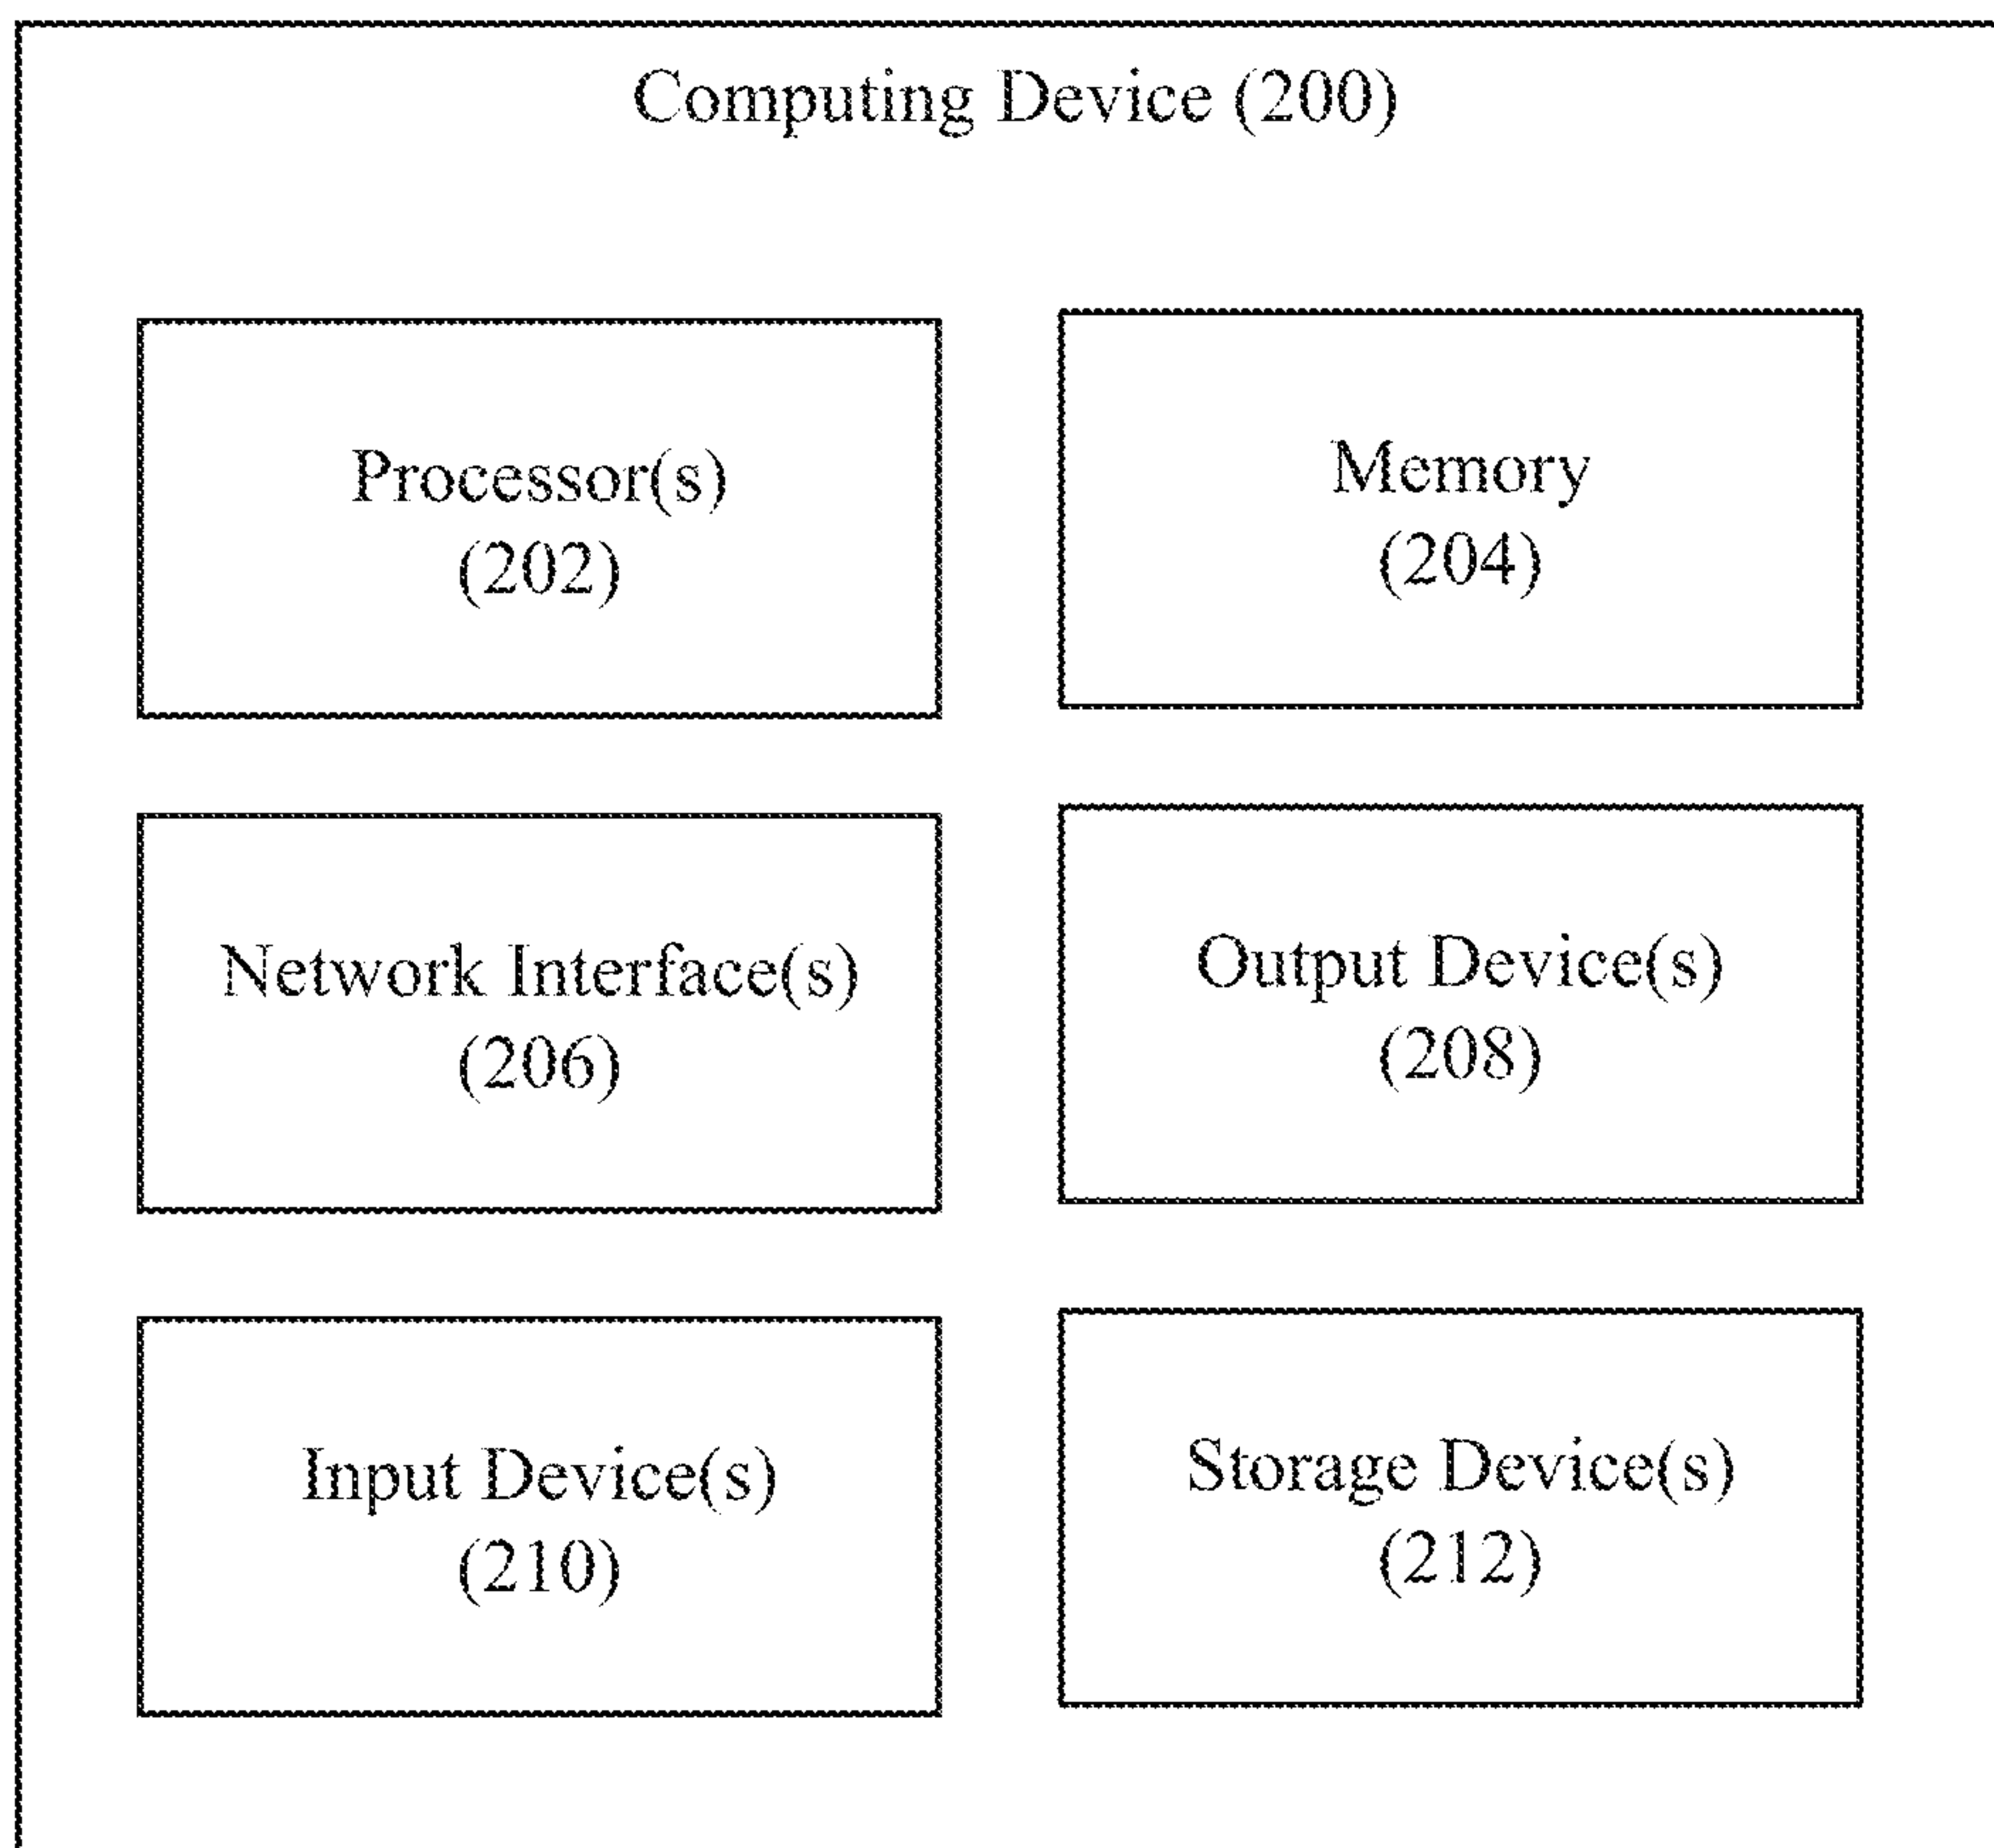 Computing Device (200)
Processor(s)
(202)
Memory
(204)
Network Interface(s)
(206)
Output Device(s)
(208)
Input Device(s)
(210)
Storage Device(s)
(212)